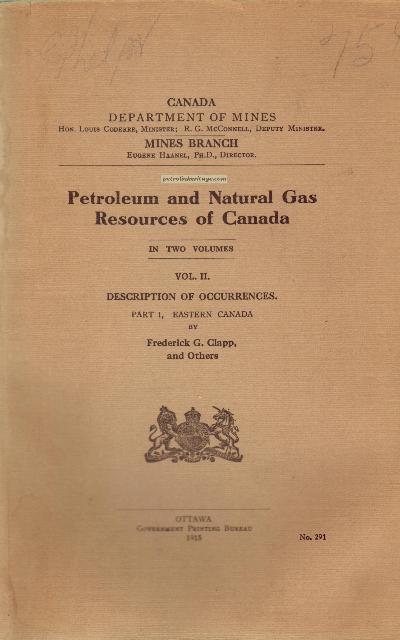 CANADA
DEPARTMENT OF MINES
HON. LOUIS CODERRE, MINISTER; R. G. McCONNELL, DEPUTY MINISTER.
MINES BRANCH
EUGENE HAANEL, PH.D., DIRECTOR.
petroliaheritage.com
Petroleum and Natural Gas
Resources of Canada
IN TWO VOLUMES
VOL. II.
DESCRIPTION OF OCCURRENCES.
PART 1, EASTERN CANADA
BY
Frederick G. Clapp,
and Others
OTTAWA
GOVERNMENT PRINTING BUREAU
1915
No. 291